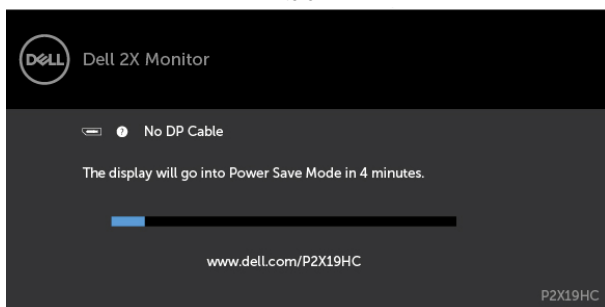 DELL
Dell 2X Monitor
? No DP Cable
The display will go into Power Save Mode in 4 minutes.
www.dell.com/P2X19HC
P2X19HC